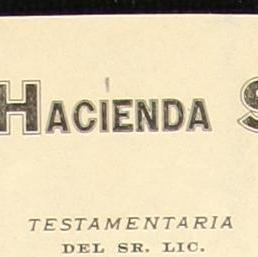 HACIENDA S
TESTAMENTARIA
DEL SR. LIC.